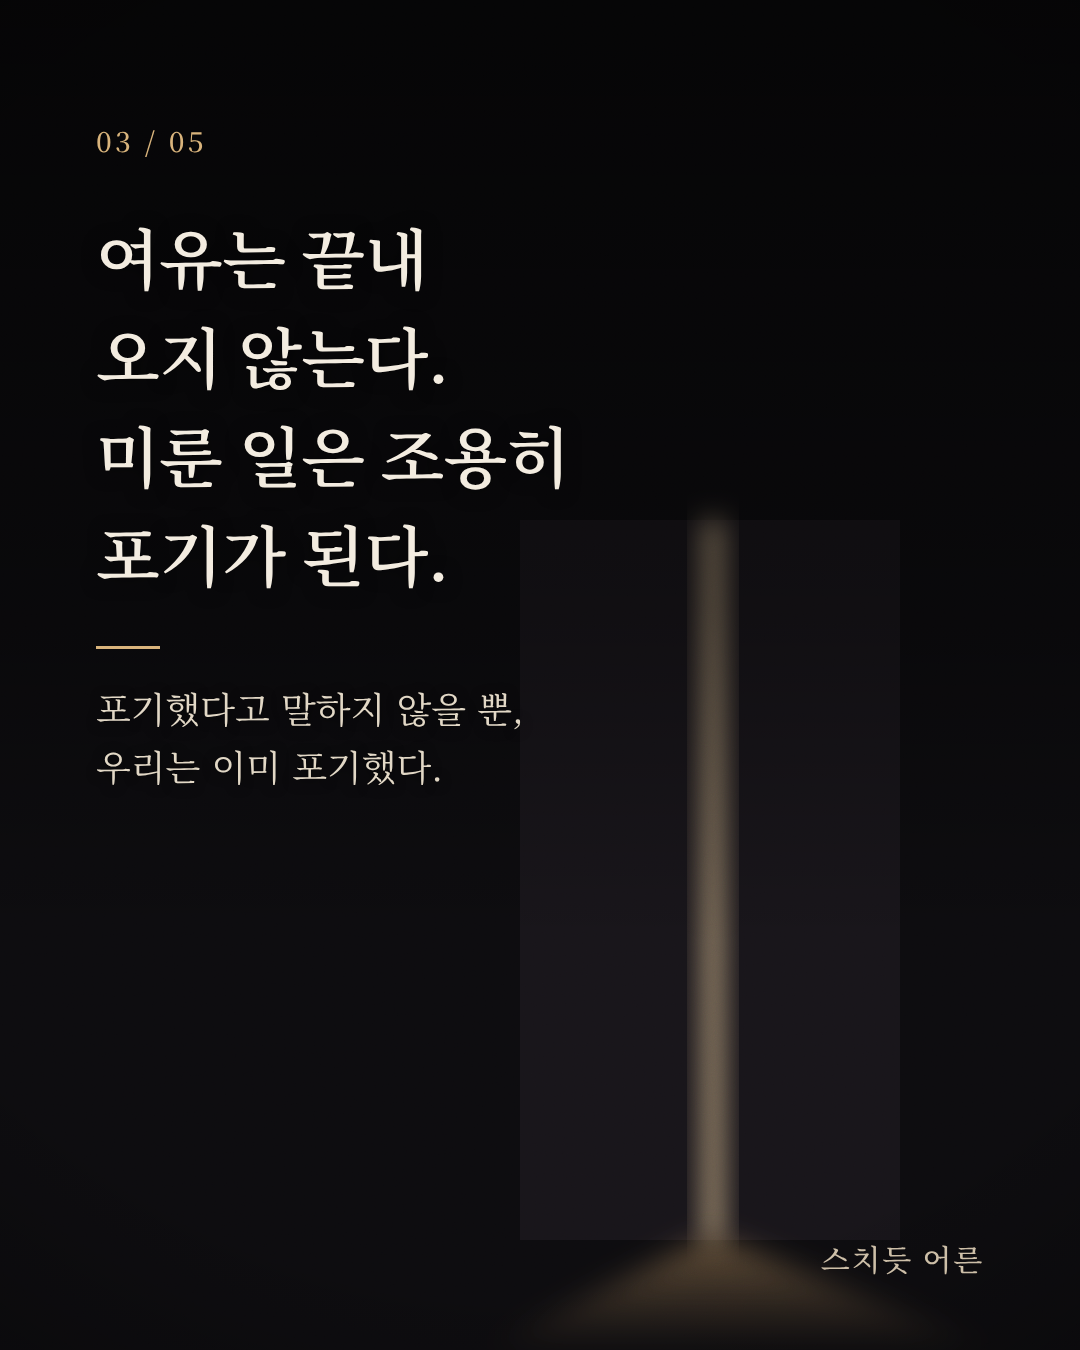 03 / 05
여유는 끝내
오지 않는다.
미룬 일은 조용히
포기가 된다.
포기했다고 말하지 않을 뿐,
우리는 이미 포기했다.
스치듯 어른